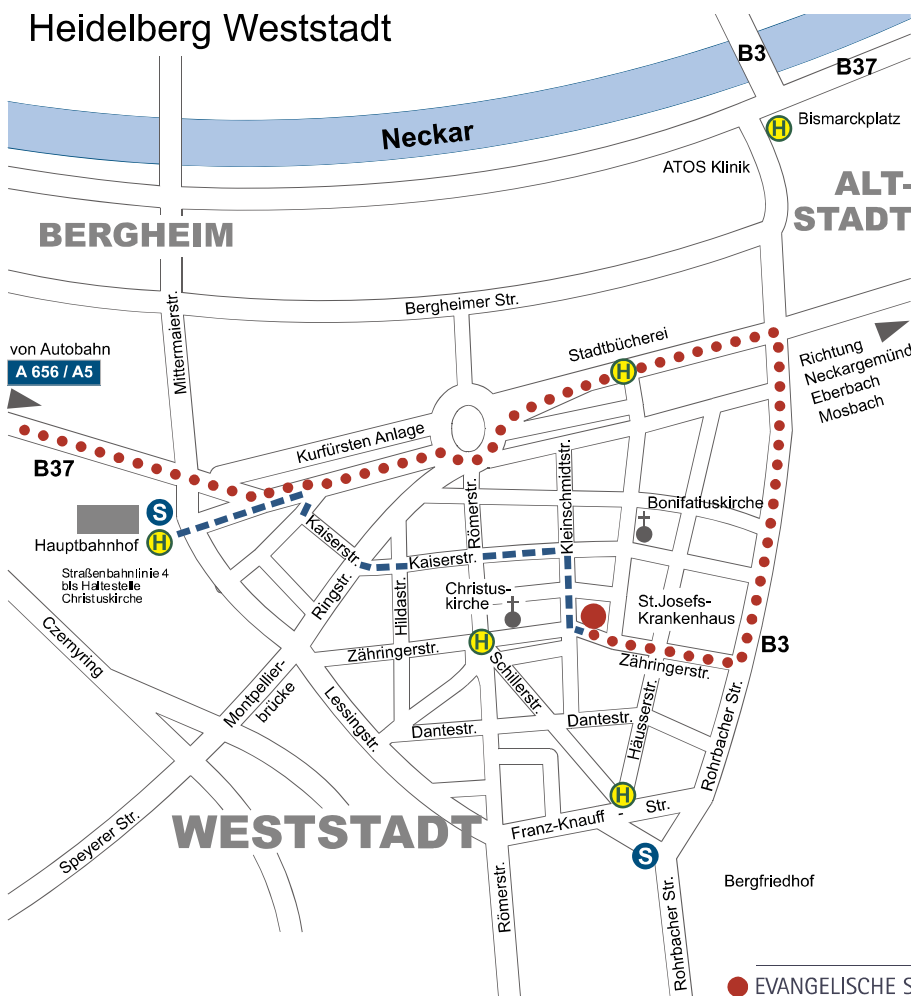 Heidelberg Weststadt
B3
B37
Neckar
H
Bismarckplatz
ATOS Klinik
ALT-
STADT
BERGHEIM
Bergheimer Str.
Mittermaierstr.
Stadtbücherei
H
von Autobahn
A 656 / A5
Richtung
Neckargemünd
Eberbach
Mosbach
Kurfürsten Anlage
B37
S
H
Hauptbahnhof
Straßenbahnlinie 4
bis Haltestelle
Christuskirche
Kaiserstr.
Kaiserstr.
Römerstr.
Kleinschmidtstr.
Bonifatiuskirche
Ringstr.
Hildastr.
Christus-
kirche
St.Josefs-
Krankenhaus
B3
Czernyring
Zähringerstr.
H
Schillerstr.
Zähringerstr.
Montpellier-
brücke
Lessingstr.
Dantestr.
Dantestr.
Häusserstr.
Rohrbacher Str.
Speyerer Str.
WESTSTADT
H
Franz-Knauff - Str.
S
Römerstr.
Rohrbacher Str.
Bergfriedhof
EVANGELISCHE S